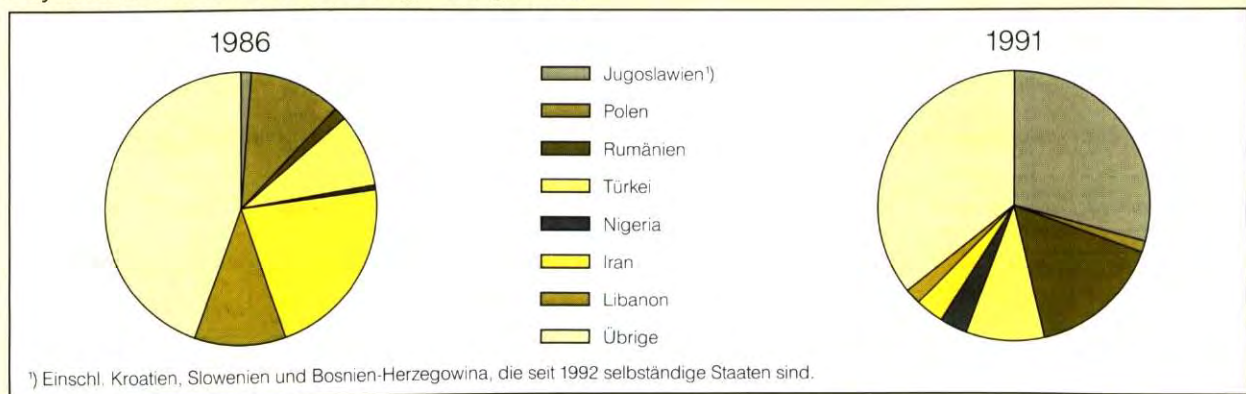 1986
1991
Jugoslawien¹)
Polen
Rumänien
Türkei
Nigeria
Iran
Libanon
Übrige
¹) Einschl. Kroatien, Slowenien und Bosnien-Herzegowina, die seit 1992 selbständige Staaten sind.